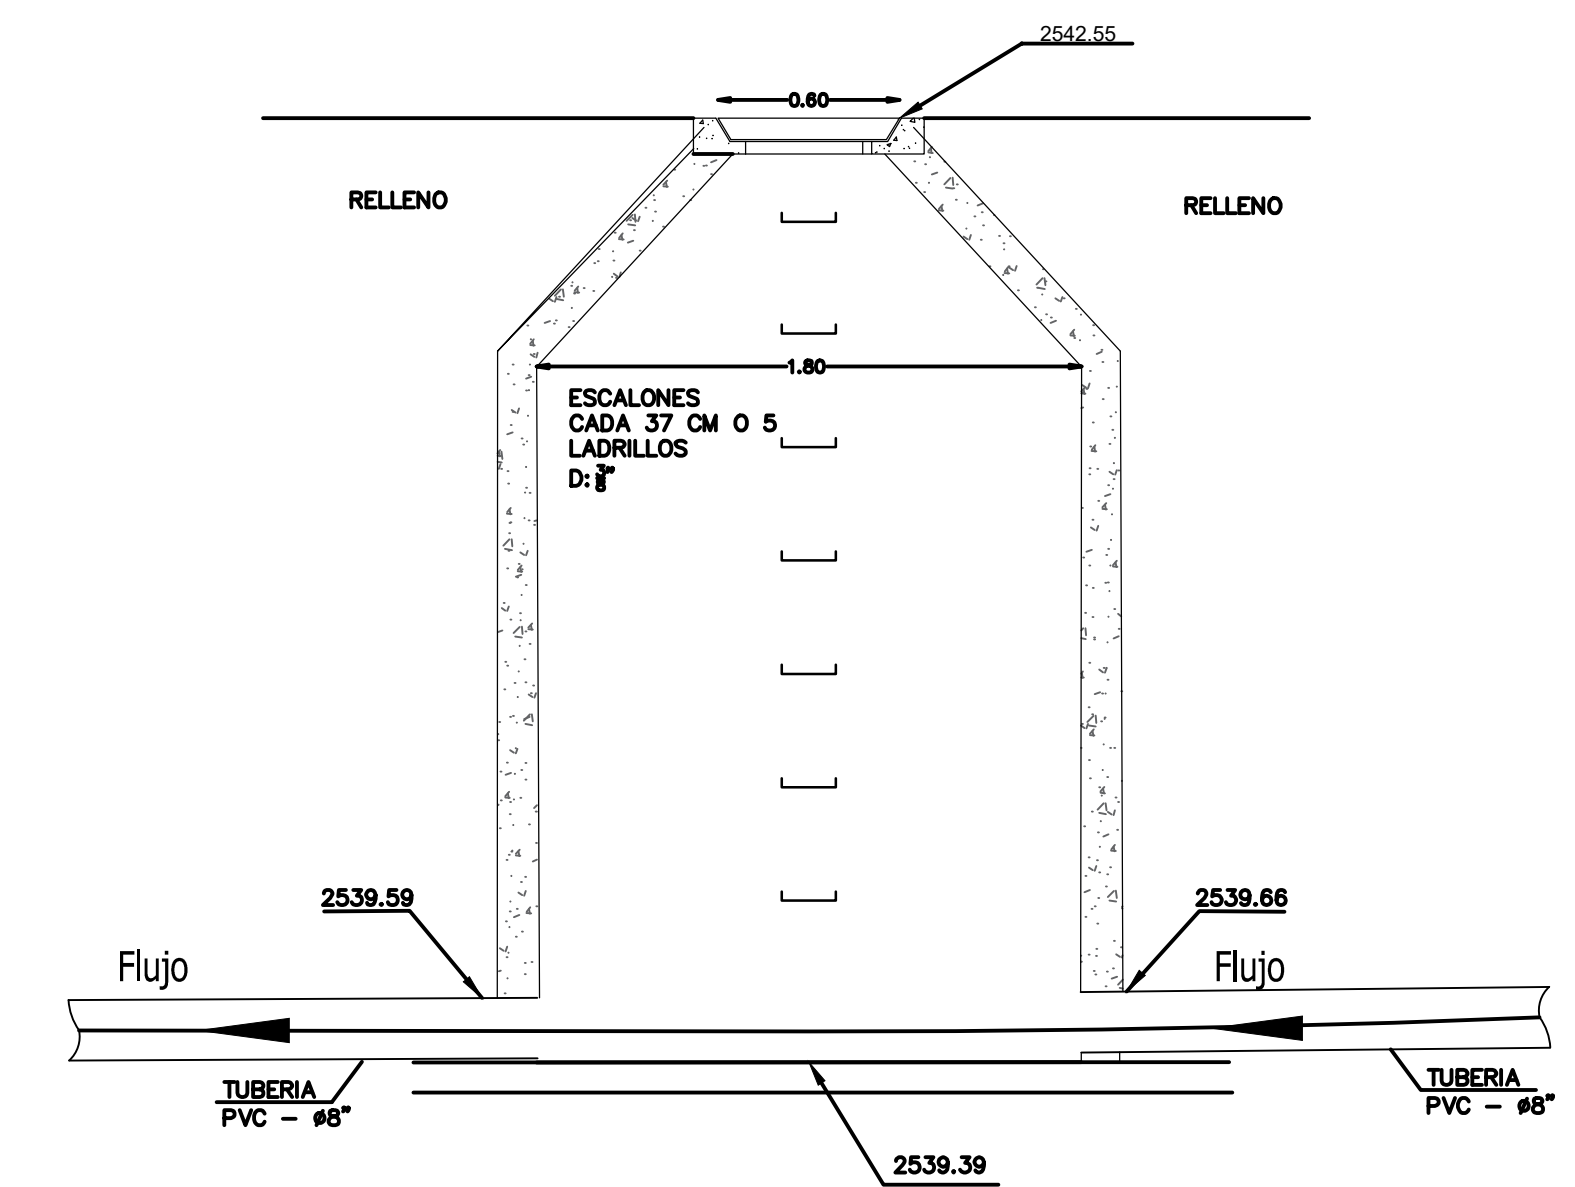 2542.55
0.60
RELLENO
RELLENO
1.80
ESCALONES
CADA 37 CM O 5
LADRILLOS
D: 3/8"
2539.59
2539.66
Flujo
Flujo
TUBERIA
PVC - ø8"
TUBERIA
PVC - ø8"
2539.39